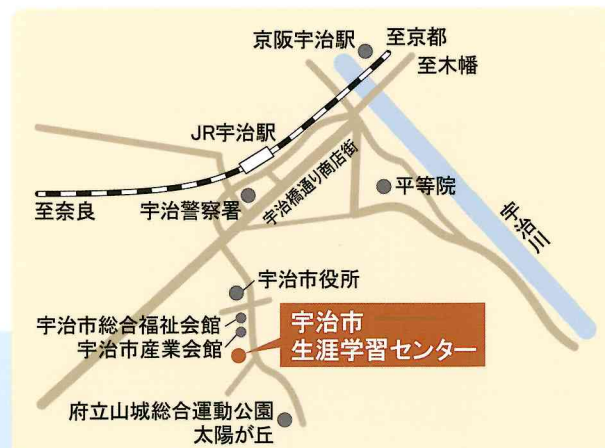 京阪宇治駅
至京都
至木幡
JR宇治駅
至奈良
宇治警察署
宇治橋通り商店街
平等院
宇治川
宇治市役所
宇治市総合福祉会館
宇治市産業会館
宇治市
生涯学習センター
府立山城総合運動公園
太陽が丘